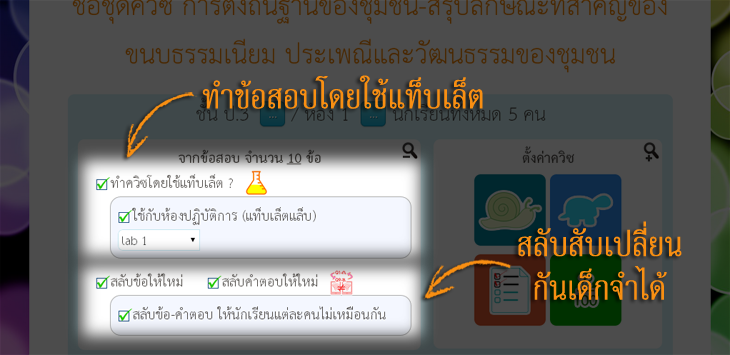 ชื่อชุดควิซ การตั้งถิ่นฐานของชุมชน-สรุปลักษณะที่สำคัญของ
ขนบธรรมเนียม ประเพณีและวัฒนธรรมของชุมชน
ทำข้อสอบโดยใช้แท็บเล็ต
ชั้น ป.3 ... / ห้อง 1 ... นักเรียนทั้งหมด 5 คน
จากข้อสอบ จำนวน 10 ข้อ
ตั้งค่าควิซ
ทำควิซโดยใช้แท็บเล็ต ?
ใช้กับห้องปฏิบัติการ (แท็บเล็ตแล็บ)
lab 1
สลับสับเปลี่ยน
กันเด็กจำได้
สลับข้อให้ใหม่ สลับคำตอบให้ใหม่
สลับข้อ-คำตอบ ให้นักเรียนแต่ละคนไม่เหมือนกัน